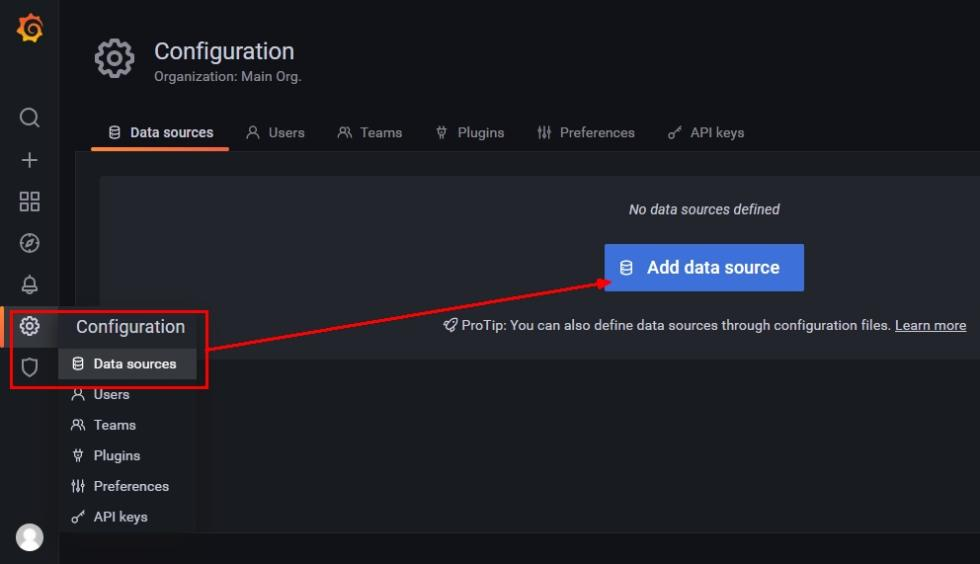 Configuration
Organization: Main Org.
Data sources Users Teams Plugins Preferences API keys
No data sources defined
Add data source
ProTip: You can also define data sources through configuration files. Learn more
Configuration
Data sources
Users
Teams
Plugins
Preferences
API keys